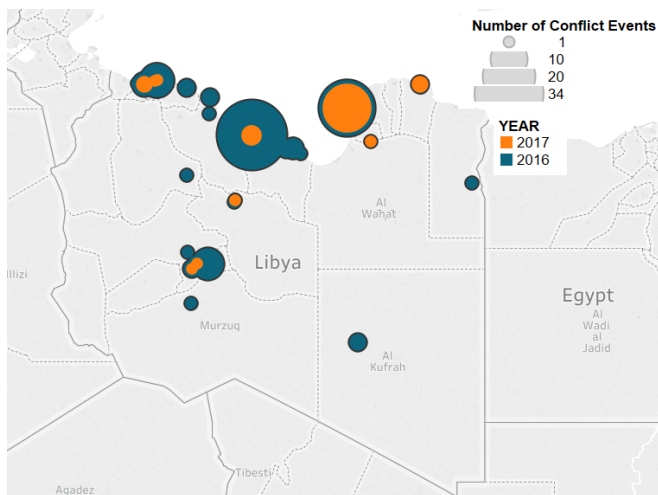 Number of Conflict Events
1
10
20
34
YEAR
2017
2016
Al
Wahat
Libya
Illizi
Egypt
Murzuq
Al
Wadi
al
Jadid
Al
Kufrah
Tibesti
Agadez